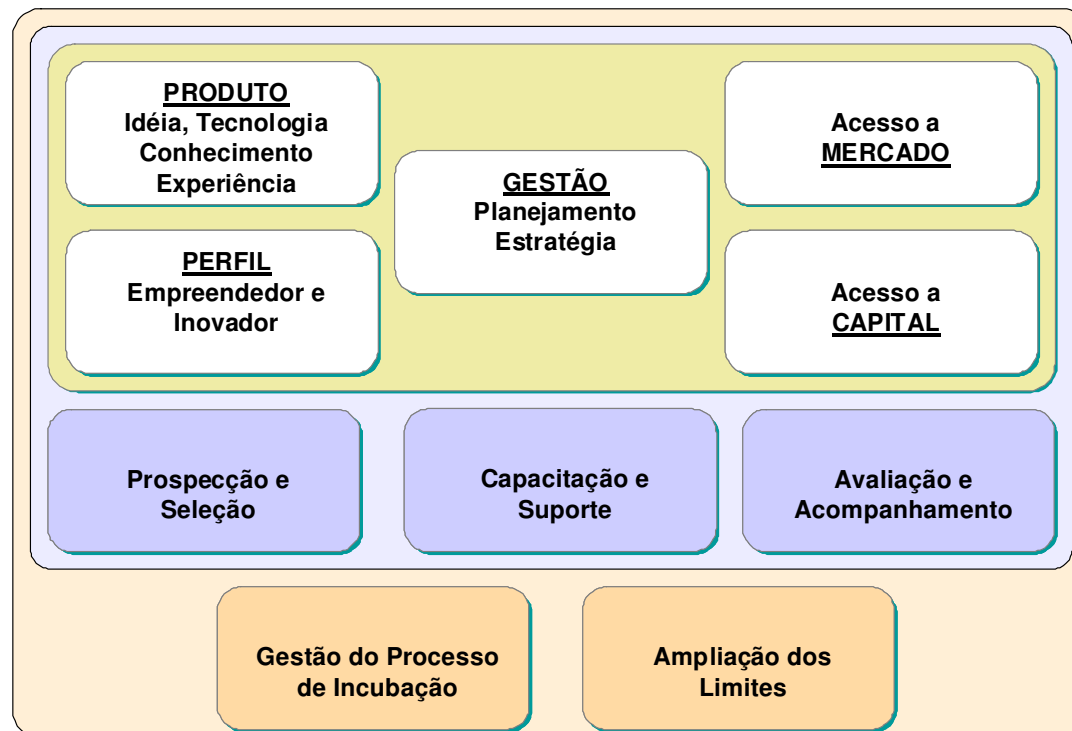 PRODUTO
Idéia, Tecnologia
Conhecimento
Experiência
PERFIL
Empreendedor e
Inovador
GESTÃO
Planejamento
Estratégia
Acesso a
MERCADO
Acesso a
CAPITAL
Prospecção e
Seleção
Capacitação e
Suporte
Avaliação e
Acompanhamento
Gestão do Processo
de Incubação
Ampliação dos
Limites